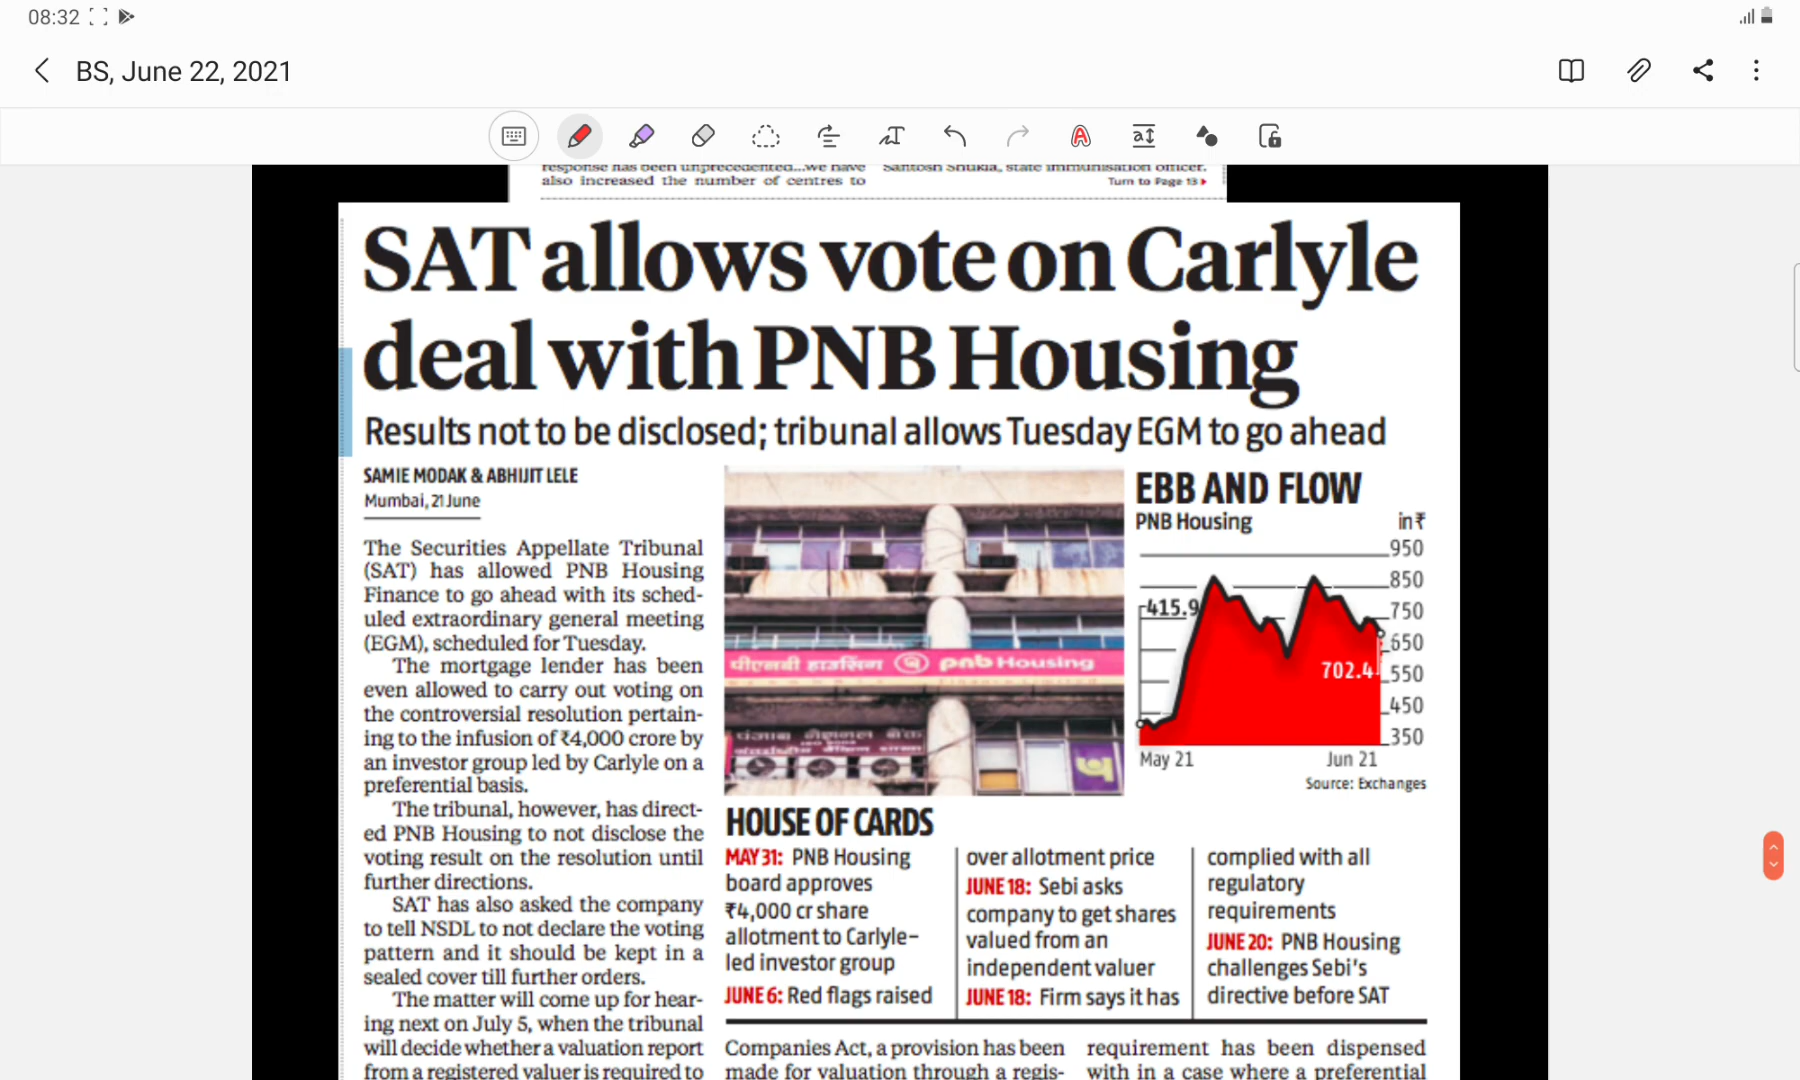 08:32
BS, June 22, 2021
response has been unprecedented...we have
also increased the number of centres to
Santosh Shukla, state immunisation officer.
Turn to Page 13
SAT allows vote on Carlyle
deal with PNB Housing
Results not to be disclosed; tribunal allows Tuesday EGM to go ahead
SAMIE MODAK & ABHIJIT LELE
Mumbai, 21 June
The Securities Appellate Tribunal
(SAT) has allowed PNB Housing
Finance to go ahead with its sched-
uled extraordinary general meeting
(EGM), scheduled for Tuesday.
The mortgage lender has been
even allowed to carry out voting on
the controversial resolution pertain-
ing to the infusion of ₹4,000 crore by
an investor group led by Carlyle on a
preferential basis.
The tribunal, however, has direct-
ed PNB Housing to not disclose the
voting result on the resolution until
further directions.
SAT has also asked the company
to tell NSDL to not declare the voting
pattern and it should be kept in a
sealed cover till further orders.
The matter will come up for hear-
ing next on July 5, when the tribunal
will decide whether a valuation report
from a registered valuer is required to
पीएनबी हाउसिंग pnb Housing
EBB AND FLOW
PNB Housing in ₹
950
850
415.9
750
650
702.4
550
450
350
May 21 Jun 21
Source: Exchanges
HOUSE OF CARDS
MAY 31: PNB Housing
board approves
₹4,000 cr share
allotment to Carlyle-
led investor group
JUNE 6: Red flags raised
over allotment price
JUNE 18: Sebi asks
company to get shares
valued from an
independent valuer
JUNE 18: Firm says it has
complied with all
regulatory
requirements
JUNE 20: PNB Housing
challenges Sebi's
directive before SAT
Companies Act, a provision has been
made for valuation through a regis-
requirement has been dispensed
with in a case where a preferential